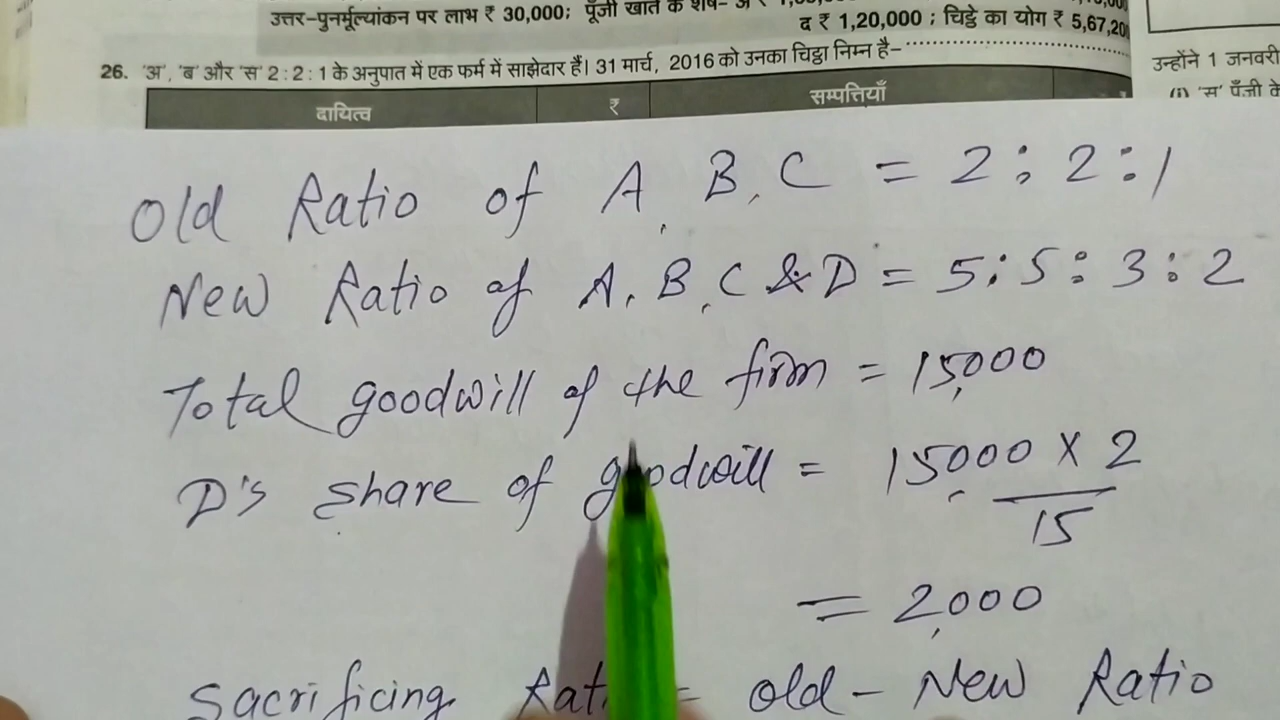 उत्तर-पुनर्मूल्यांकन पर लाभ ₹ 30,000; पूँजी खाते के शेष- अ ₹
द ₹ 1,20,000 ; चिट्ठे का योग ₹ 5,67,20
26. 'अ', 'ब' और 'स' 2 : 2 : 1 के अनुपात में एक फर्म में साझेदार हैं। 31 मार्च, 2016 को उनका चिट्ठा निम्न है–
दायित्व ₹ सम्पत्तियाँ
उन्होंने 1 जनवरी
(i) 'स' पूँजी के
Old Ratio of A, B, C = 2 : 2 : 1
New Ratio of A, B, C & D = 5 : 5 : 3 : 2
Total goodwill of the firm = 15,000
D's share of goodwill = 15,000 X 2
15
= 2,000
Sacrificing = Old - New Ratio